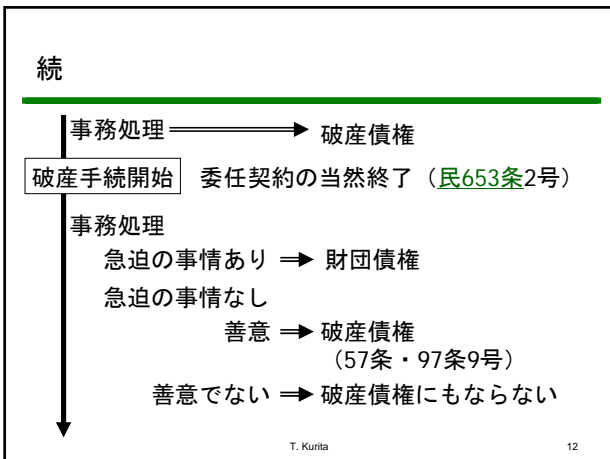 続
事務処理 破産債権
破産手続開始 委任契約の当然終了(民653条2号)
事務処理
急迫の事情あり ⇒ 財団債権
急迫の事情なし
善意 ⇒ 破産債権
(57条・97条9号)
善意でない ⇒ 破産債権にもならない
T. Kurita 12